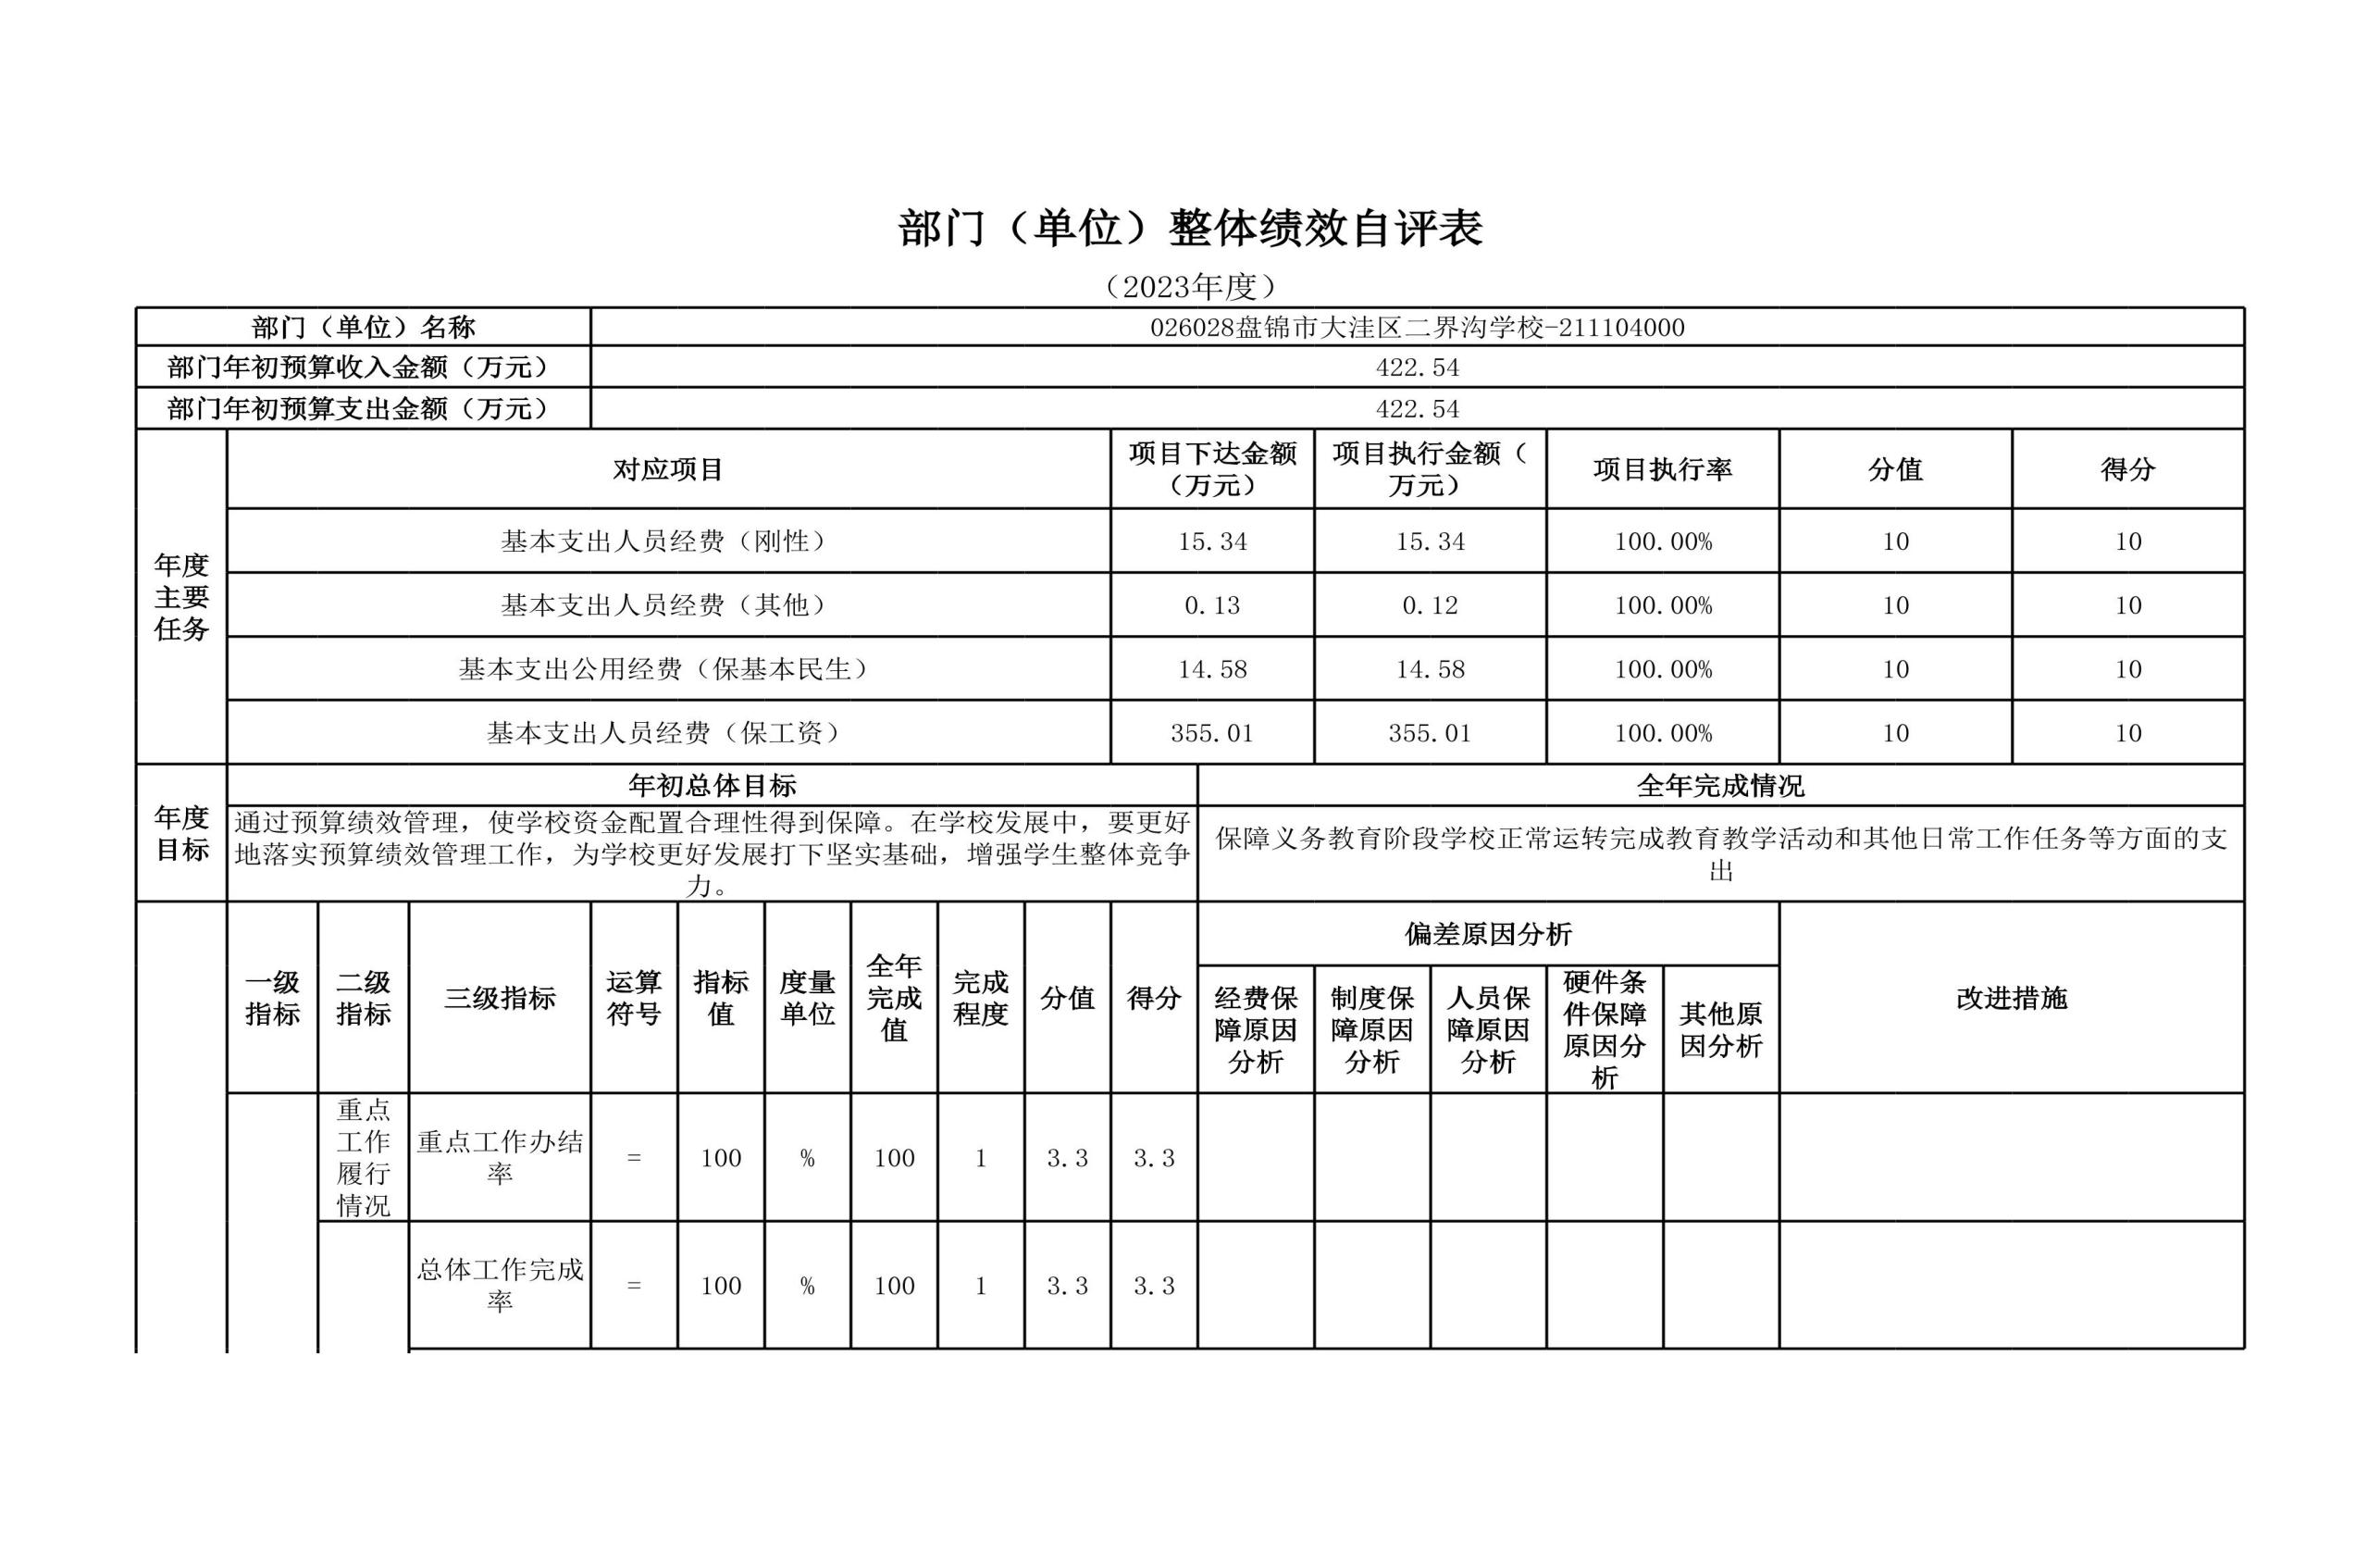 部门（单位）整体绩效自评表
（2023年度）
部门（单位）名称 026028盘锦市大洼区二界沟学校-211104000
部门年初预算收入金额（万元） 422.54
部门年初预算支出金额（万元） 422.54
年度主要任务 对应项目 项目下达金额（万元） 项目执行金额（万元） 项目执行率 分值 得分
基本支出人员经费（刚性） 15.34 15.34 100.00% 10 10
基本支出人员经费（其他） 0.13 0.12 100.00% 10 10
基本支出公用经费（保基本民生） 14.58 14.58 100.00% 10 10
基本支出人员经费（保工资） 355.01 355.01 100.00% 10 10
年度目标 年初总体目标 全年完成情况
通过预算绩效管理，使学校资金配置合理性得到保障。在学校发展中，要更好
地落实预算绩效管理工作，为学校更好发展打下坚实基础，增强学生整体竞争
力。
保障义务教育阶段学校正常运转完成教育教学活动和其他日常工作任务等方面的支
出
一级指标 二级指标 三级指标 运算符号 指标值 度量单位 全年完成值 完成程度 分值 得分 偏差原因分析 改进措施
经费保障原因分析 制度保障原因分析 人员保障原因分析 硬件条件保障原因分析 其他原因分析
重点工作履行情况 重点工作办结率 = 100 % 100 1 3.3 3.3
总体工作完成率 = 100 % 100 1 3.3 3.3